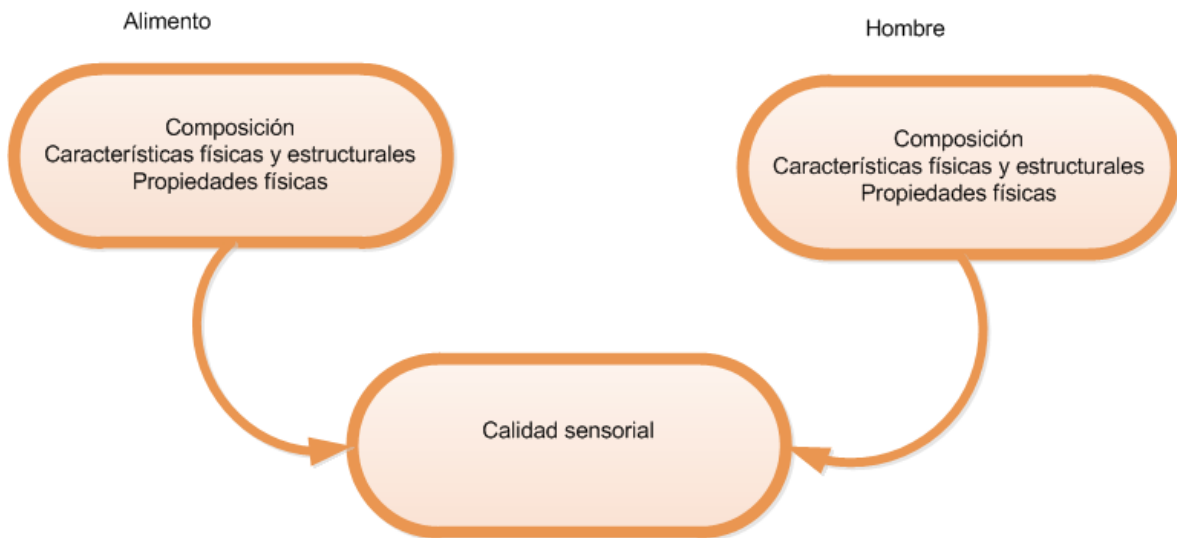 Alimento
Composición
Características físicas y estructurales
Propiedades físicas
Hombre
Composición
Características físicas y estructurales
Propiedades físicas
Calidad sensorial